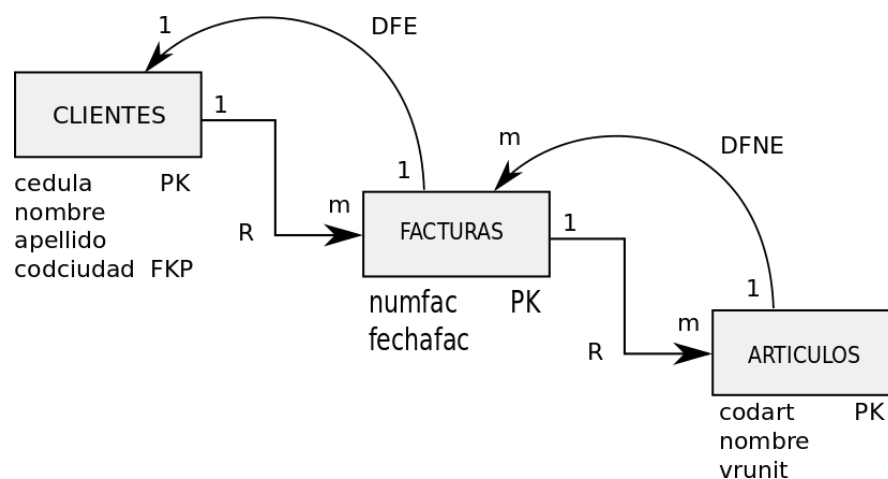 1
DFE
CLIENTES
1
m
DFNE
cedula PK
nombre
apellido
codciudad FKP
R
m
1
FACTURAS
1
numfac PK
fechafac
R
m
1
ARTICULOS
codart PK
nombre
vrunit